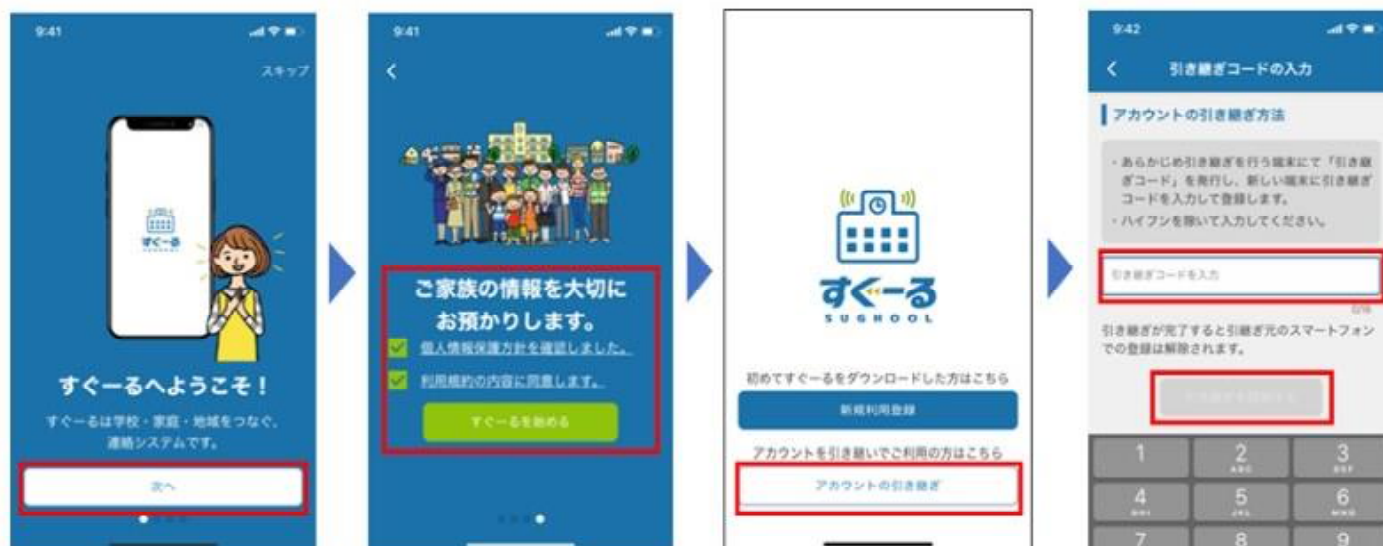 9:41
スキップ
すぐーる
すぐーるへようこそ！
すぐーるは学校・家庭・地域をつなぐ、
連絡システムです。
次へ
9:41
ご家族の情報を大切に
お預かりします。
個人情報保護方針を確認しました。
利用規約の内容に同意します。
すぐーるを始める
すぐーる
SUGHOOL
初めてすぐーるをダウンロードした方はこちら
新規利用登録
アカウントを引き継いでご利用の方はこちら
アカウントの引き継ぎ
9:42
引き継ぎコードの入力
アカウントの引き継ぎ方法
・あらかじめ引き継ぎを行う端末にて「引き継
ぎコード」を発行し、新しい端末に引き継ぎ
コードを入力して登録します。
・ハイフンを除いて入力してください。
引き継ぎコードを入力
0/16
引き継ぎが完了すると引継ぎ元のスマートフォン
での登録は解除されます。
1 2 3
ABC DEF
4 5 6
GHI JKL MNO
7 8 9